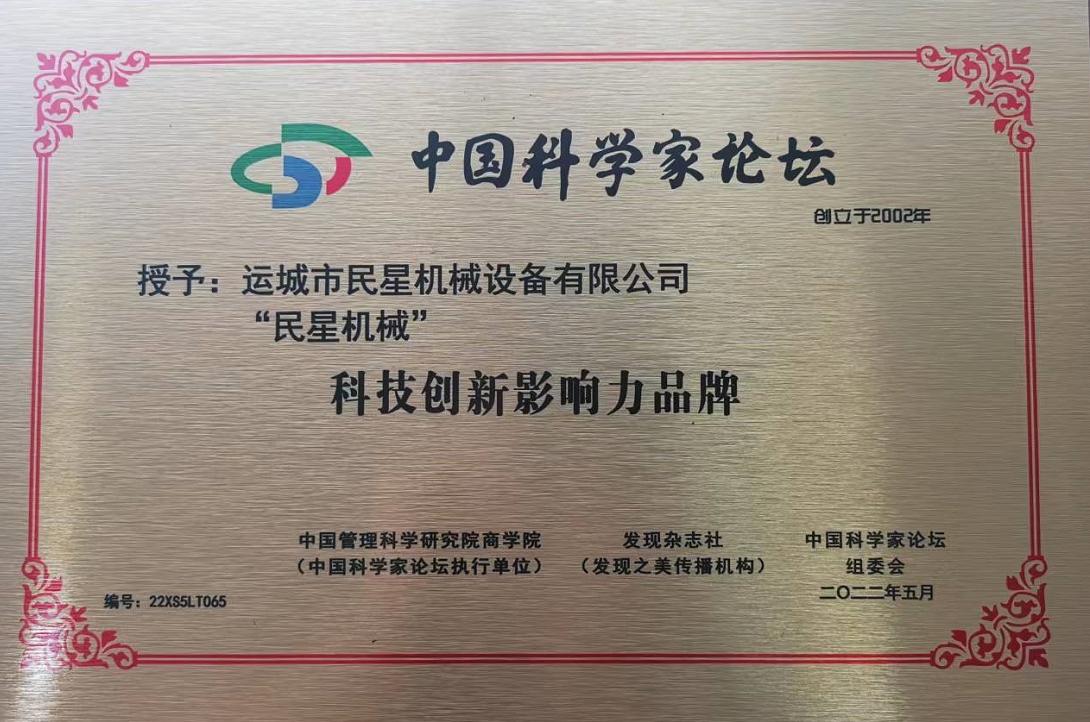 中国科学家论坛
创立于2002年
授予：运城市民星机械设备有限公司
“民星机械”
科技创新影响力品牌
中国管理科学研究院商学院 发现杂志社 中国科学家论坛
（中国科学家论坛执行单位） （发现之美传播机构） 组委会
编号：22XS5LT065 二〇二二年五月